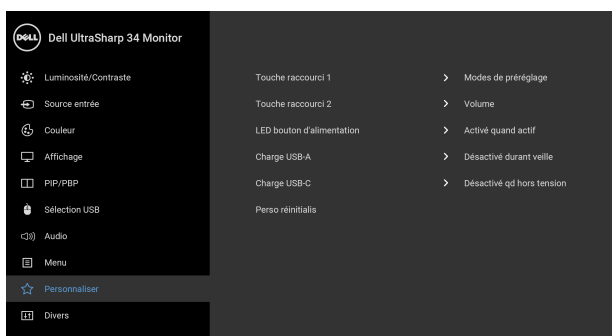 DELL Dell UltraSharp 34 Monitor
Luminosité/Contraste Touche raccourci 1 Modes de préréglage
Source entrée Touche raccourci 2 Volume
Couleur LED bouton d'alimentation Activé quand actif
Affichage Charge USB-A Désactivé durant veille
PIP/PBP Charge USB-C Désactivé qd hors tension
Sélection USB Perso réinitialis
Audio
Menu
Personnaliser
Divers